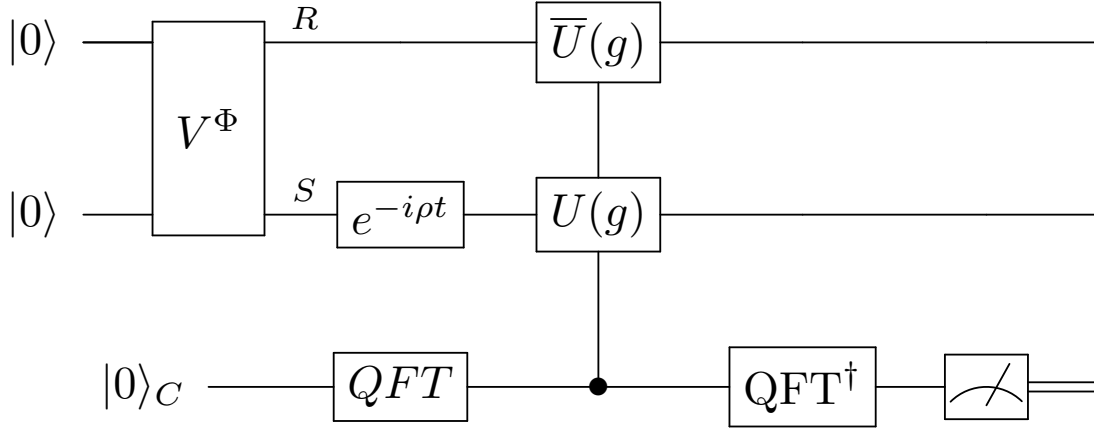 |0⟩ V^Φ R U̅(g)
|0⟩ S e^{-iρt} U(g)
|0⟩_C QFT QFT^†